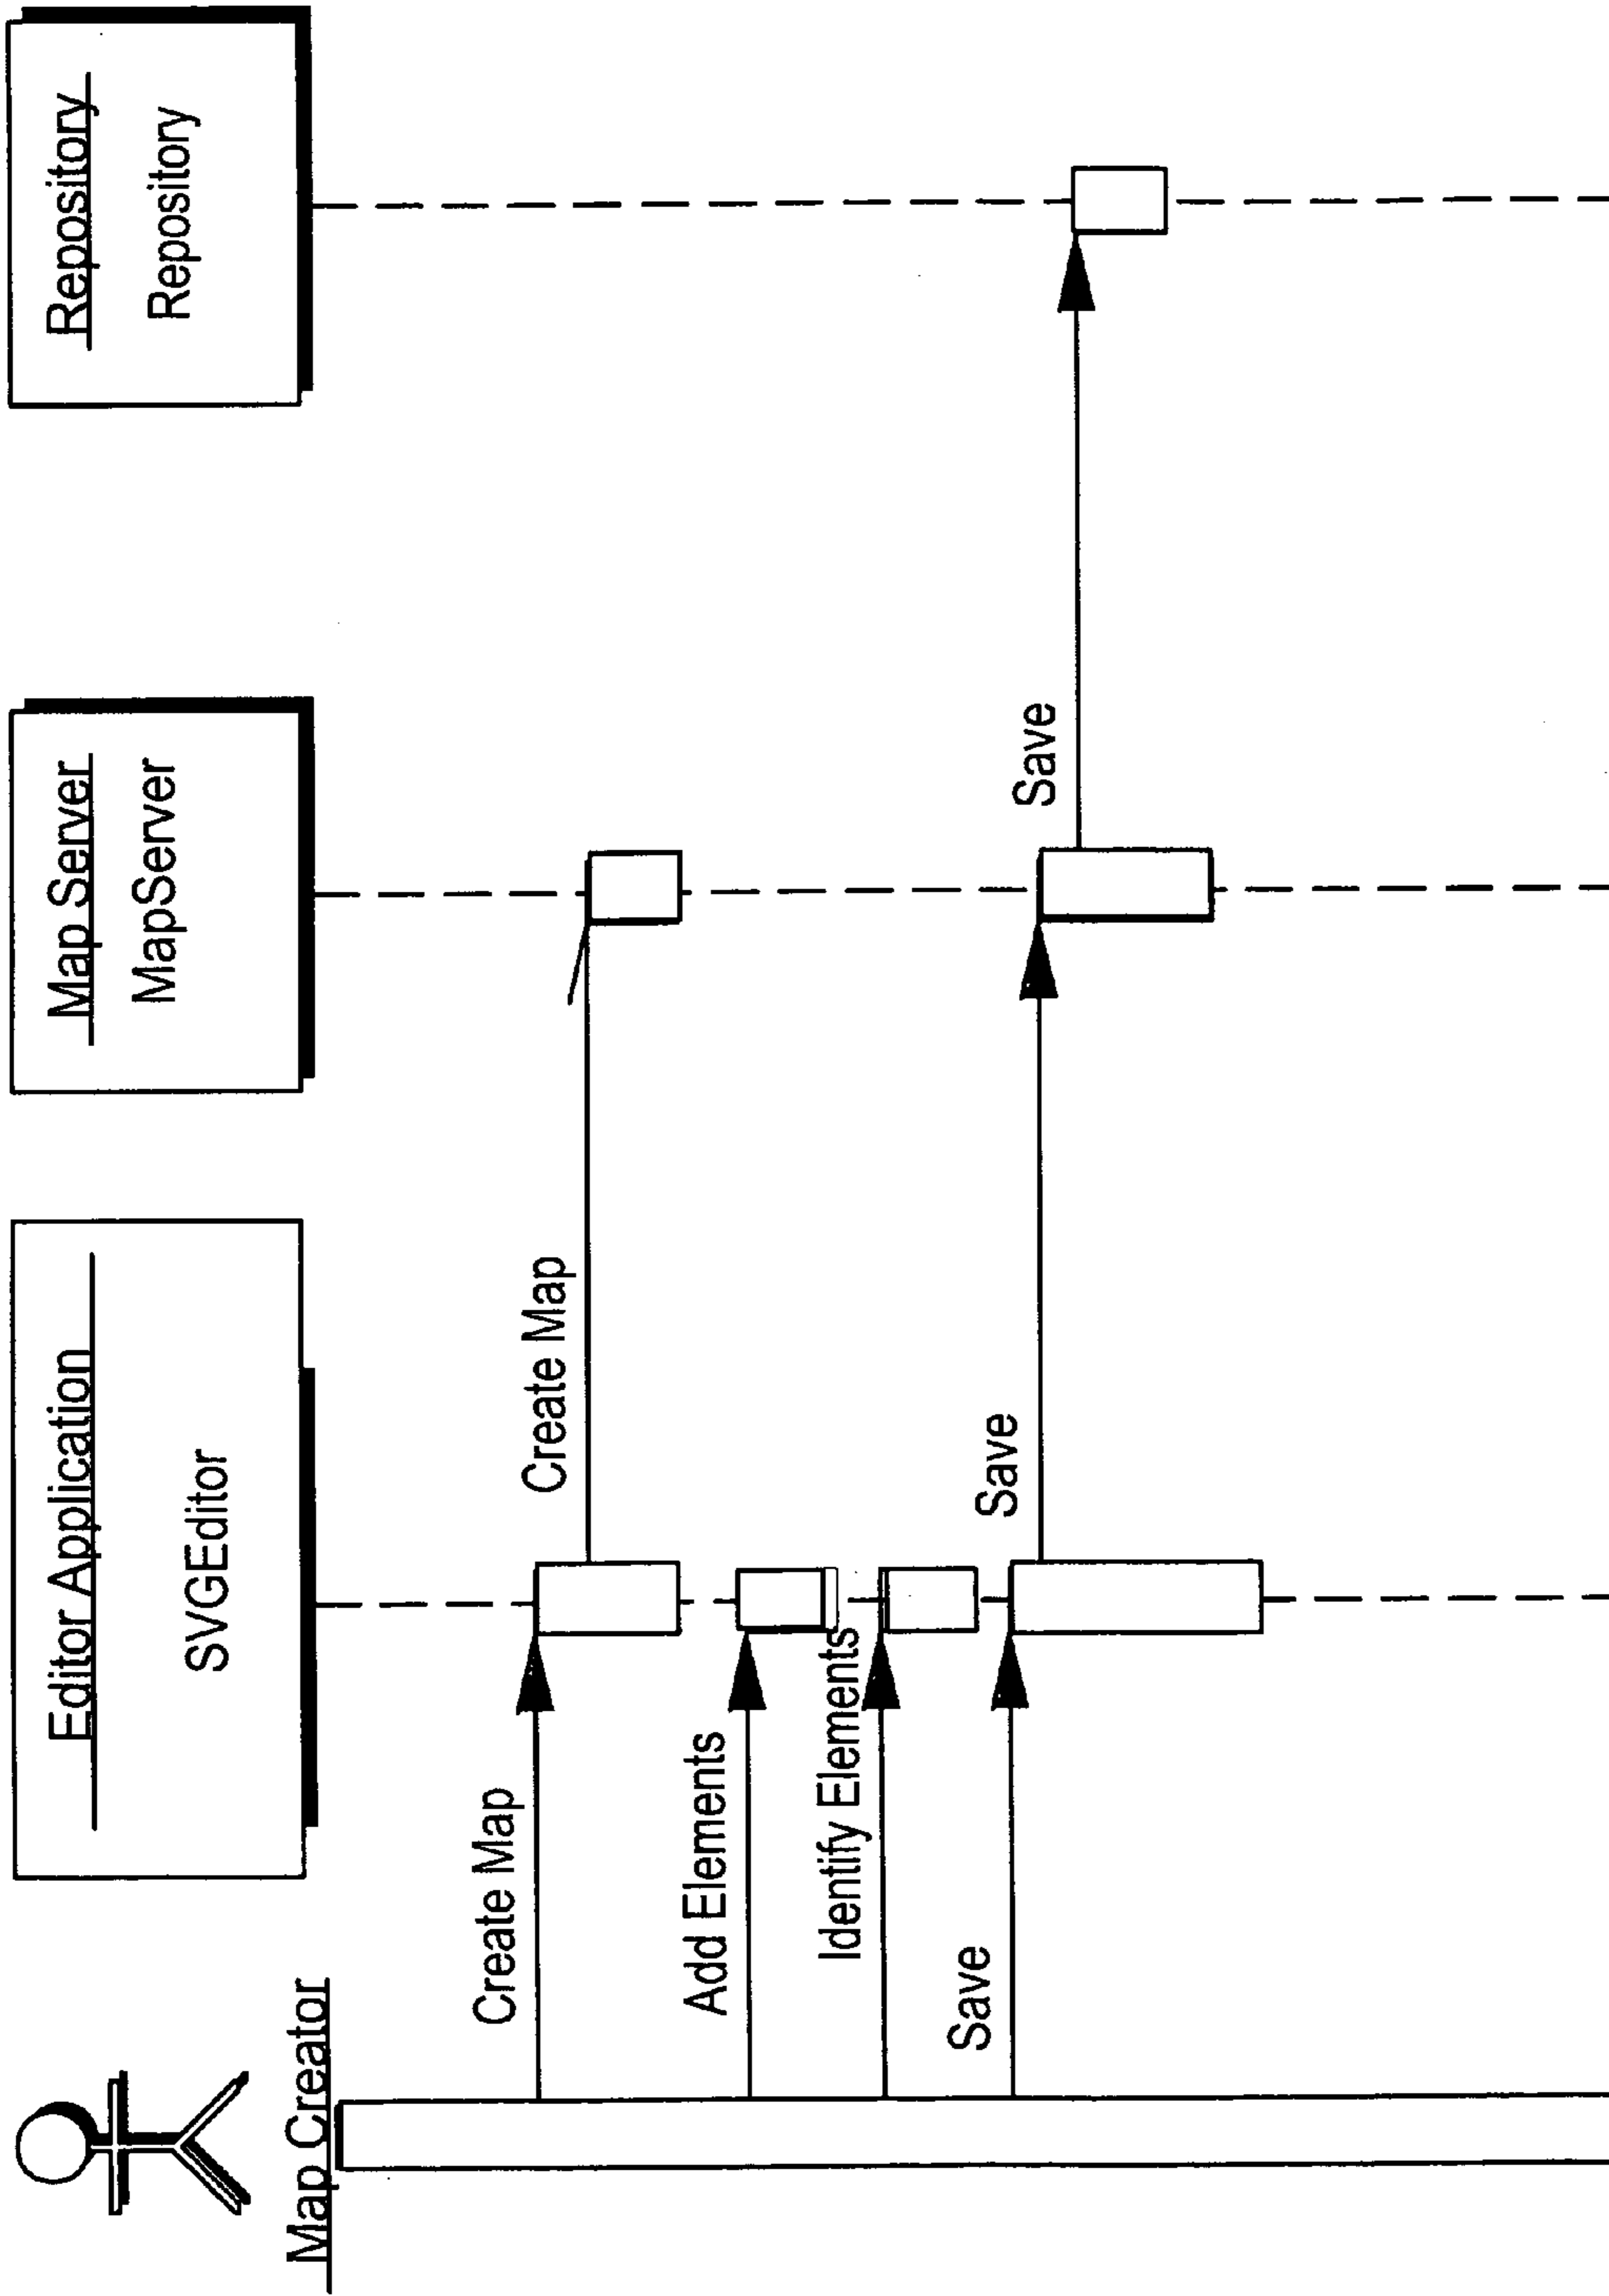 Map Creator
Editor Application
SVGEditor
Map Server
MapServer
Repository
Repository
Create Map
Create Map
Add Elements
Identify Elements
Save
Save
Save